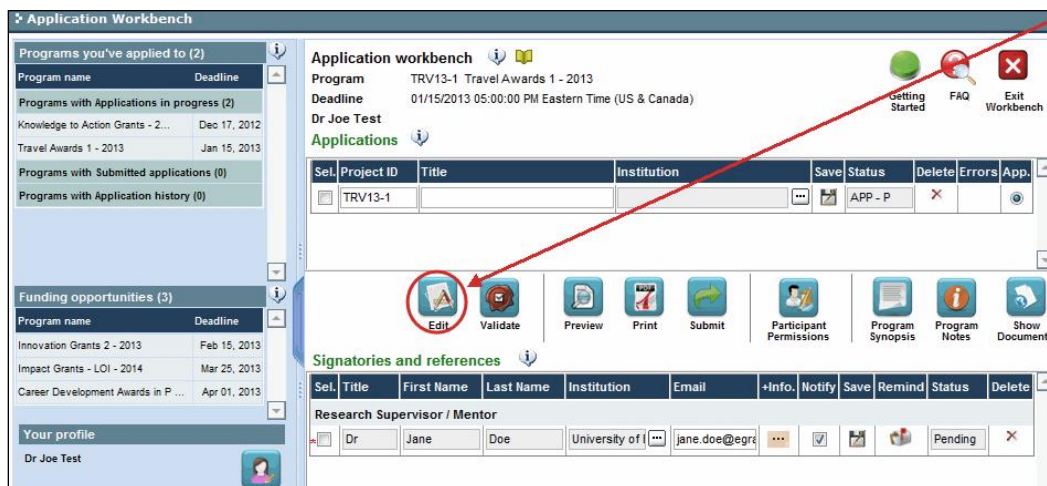 Application Workbench
Programs you've applied to (2)
Program name Deadline
Programs with Applications in progress (2)
Knowledge to Action Grants - 2... Dec 17, 2012
Travel Awards 1 - 2013 Jan 15, 2013
Programs with Submitted applications (0)
Programs with Application history (0)
Funding opportunities (3)
Program name Deadline
Innovation Grants 2 - 2013 Feb 15, 2013
Impact Grants - LOI - 2014 Mar 25, 2013
Career Development Awards in P ... Apr 01, 2013
Your profile
Dr Joe Test
Application workbench
Program TRV13-1 Travel Awards 1 - 2013
Deadline 01/15/2013 05:00:00 PM Eastern Time (US & Canada)
Dr Joe Test
Getting Started FAQ Exit Workbench
Applications
Sel. Project ID Title Institution Save Status Delete Errors App.
TRV13-1 ... APP - P
Edit Validate Preview PDF Print Submit Participant Permissions Program Synopsis Program Notes Show Document
Signatories and references
Sel. Title First Name Last Name Institution Email +Info. Notify Save Remind Status Delete
Research Supervisor / Mentor
* Dr Jane Doe University of ... jane.doe@egra ... Pending